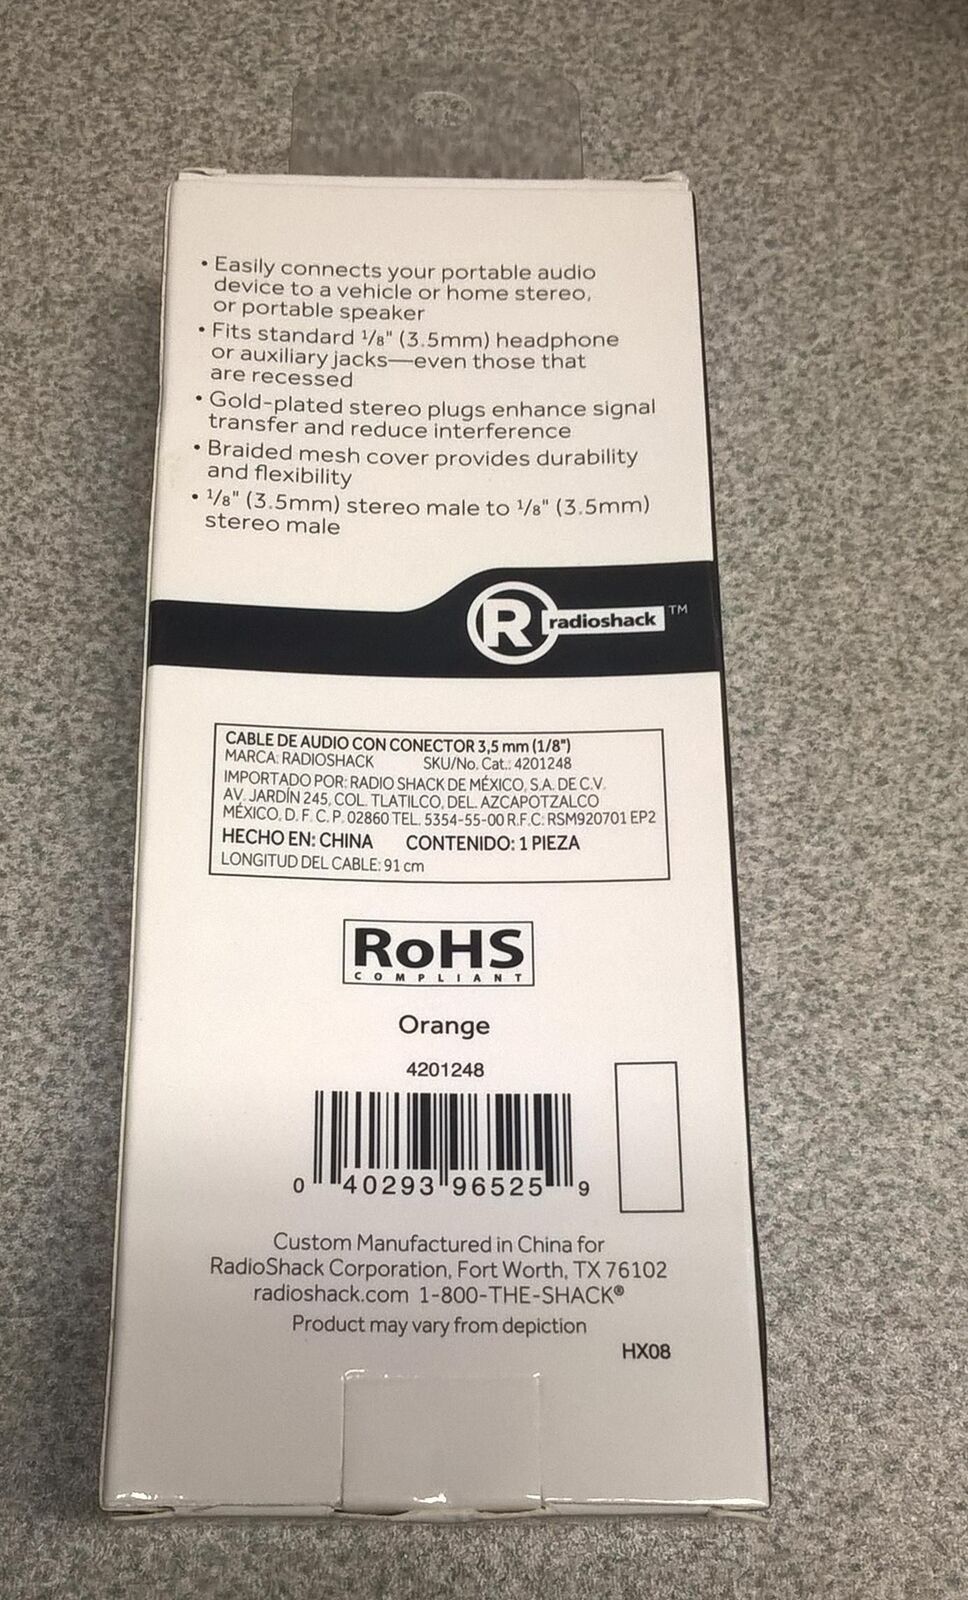 • Easily connects your portable audio
device to a vehicle or home stereo,
or portable speaker
• Fits standard 1/8" (3.5mm) headphone
or auxiliary jacks—even those that
are recessed
• Gold-plated stereo plugs enhance signal
transfer and reduce interference
• Braided mesh cover provides durability
and flexibility
• 1/8" (3.5mm) stereo male to 1/8" (3.5mm)
stereo male
R radioshack ™
CABLE DE AUDIO CON CONECTOR 3,5 mm (1/8")
MARCA: RADIOSHACK SKU/No. Cat.: 4201248
IMPORTADO POR: RADIO SHACK DE MÉXICO, S.A. DE C.V.
AV. JARDÍN 245, COL. TLATILCO, DEL. AZCAPOTZALCO
MÉXICO, D. F. C. P. 02860 TEL. 5354-55-00 R.F.C: RSM920701 EP2
HECHO EN: CHINA CONTENIDO: 1 PIEZA
LONGITUD DEL CABLE: 91 cm
RoHS
COMPLIANT
Orange
4201248
0 40293 96525 9
Custom Manufactured in China for
RadioShack Corporation, Fort Worth, TX 76102
radioshack.com 1-800-THE-SHACK®
Product may vary from depiction
HX08